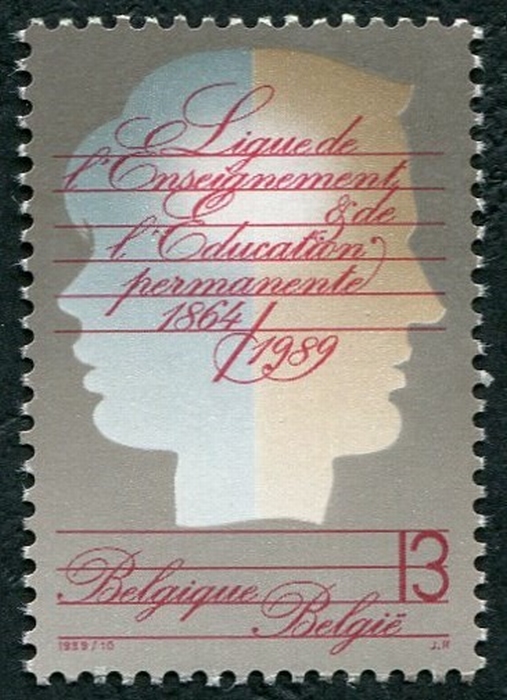 Ligue de
l'Enseignement
& de
l'Education
permanente
1864/1989
13
Belgique
België
1989/10
J.R